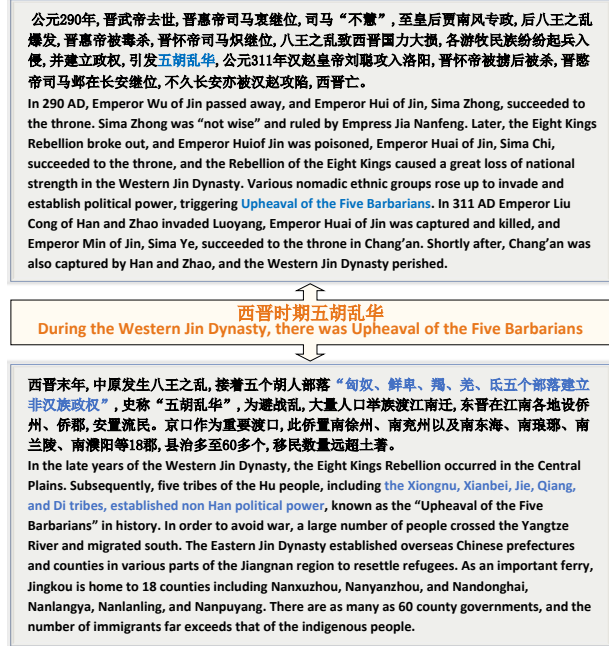 公元290年，晋武帝去世，晋惠帝司马衷继位，司马“不慧”，至皇后贾南风专政，后八王之乱
爆发，晋惠帝被毒杀，晋怀帝司马炽继位，八王之乱致西晋国力大损，各游牧民族纷纷起兵入
侵，并建立政权，引发五胡乱华，公元311年汉赵皇帝刘聪攻入洛阳，晋怀帝被掳后被杀，晋愍
帝司马邺在长安继位，不久长安亦被汉赵攻陷，西晋亡。
In 290 AD, Emperor Wu of Jin passed away, and Emperor Hui of Jin, Sima Zhong, succeeded to
the throne. Sima Zhong was “not wise” and ruled by Empress Jia Nanfeng. Later, the Eight Kings
Rebellion broke out, and Emperor Huiof Jin was poisoned, Emperor Huai of Jin, Sima Chi,
succeeded to the throne, and the Rebellion of the Eight Kings caused a great loss of national
strength in the Western Jin Dynasty. Various nomadic ethnic groups rose up to invade and
establish political power, triggering Upheaval of the Five Barbarians. In 311 AD Emperor Liu
Cong of Han and Zhao invaded Luoyang, Emperor Huai of Jin was captured and killed, and
Emperor Min of Jin, Sima Ye, succeeded to the throne in Chang’an. Shortly after, Chang’an was
also captured by Han and Zhao, and the Western Jin Dynasty perished.
西晋时期五胡乱华
During the Western Jin Dynasty, there was Upheaval of the Five Barbarians
西晋末年，中原发生八王之乱，接着五个胡人部落“匈奴、鲜卑、羯、羌、氐五个部落建立
非汉族政权”，史称“五胡乱华”，为避战乱，大量人口举族渡江南迁，东晋在江南各地设侨
州、侨郡，安置流民。京口作为重要渡口，此侨置南徐州、南兖州以及南东海、南琅琊、南
兰陵、南濮阳等18郡，县治多至60多个，移民数量远超土著。
In the late years of the Western Jin Dynasty, the Eight Kings Rebellion occurred in the Central
Plains. Subsequently, five tribes of the Hu people, including the Xiongnu, Xianbei, Jie, Qiang,
and Di tribes, established non Han political power, known as the “Upheaval of the Five
Barbarians” in history. In order to avoid war, a large number of people crossed the Yangtze
River and migrated south. The Eastern Jin Dynasty established overseas Chinese prefectures
and counties in various parts of the Jiangnan region to resettle refugees. As an important ferry,
Jingkou is home to 18 counties including Nanxuzhou, Nanyanzhou, and Nandonghai,
Nanlangya, Nanlanling, and Nanpuyang. There are as many as 60 county governments, and the
number of immigrants far exceeds that of the indigenous people.